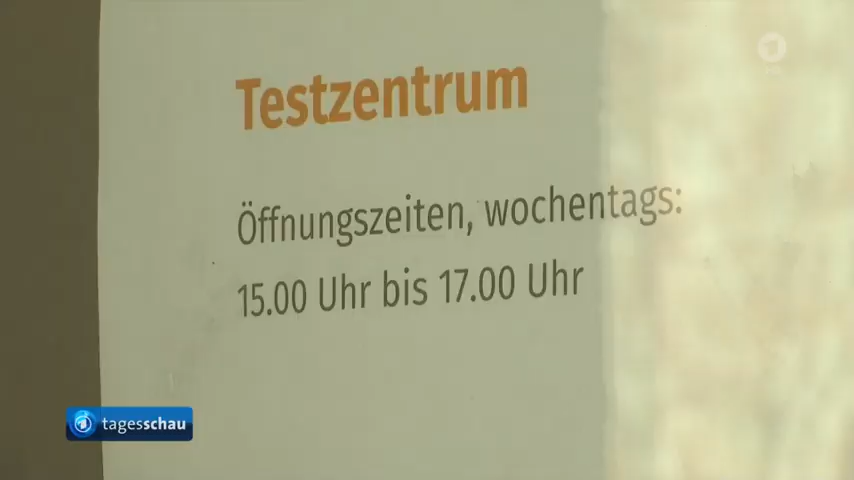 Testzentrum
Öffnungszeiten, wochentags:
15.00 Uhr bis 17.00 Uhr
tagesschau